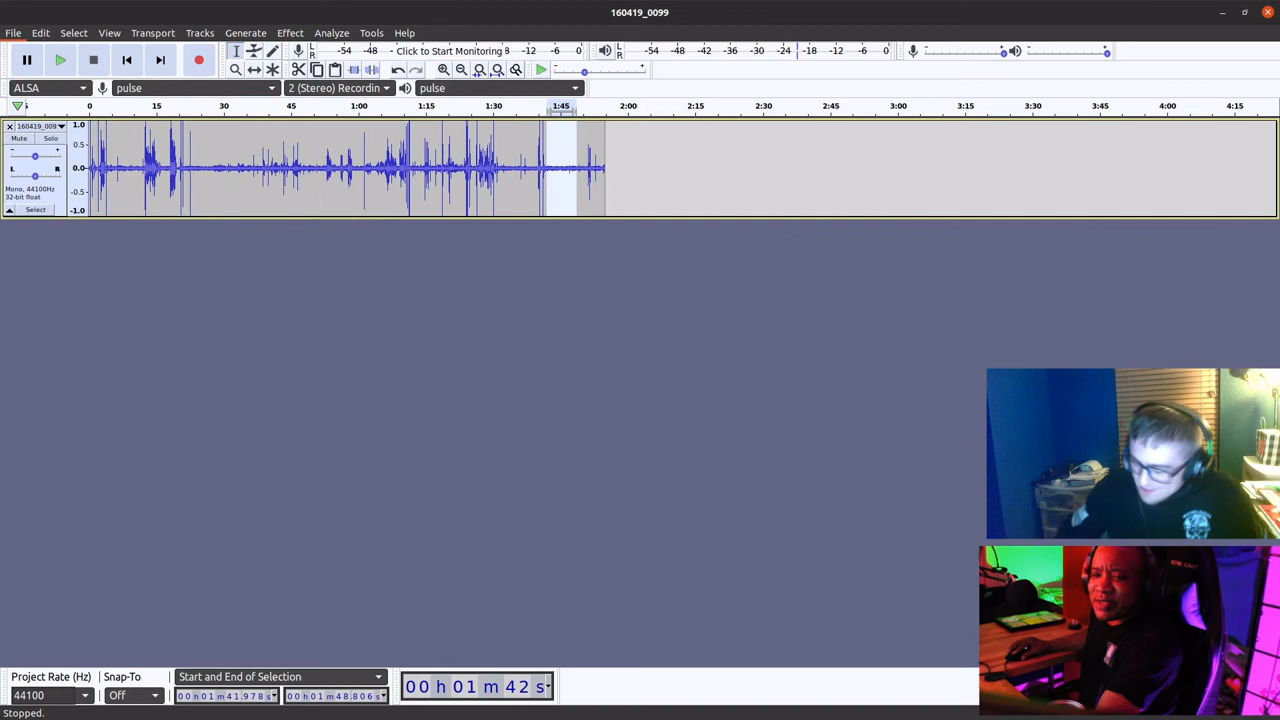 160419_0099
File Edit Select View Transport Tracks Generate Effect Analyze Tools Help
L R -54 -48 Click to Start Monitoring -12 -6 0 L R -54 -48 -42 -36 -30 -24 -18 -12 -6 0
ALSA pulse 2 (Stereo) Recordin pulse
0 15 30 45 1:00 1:15 1:30 1:45 2:00 2:15 2:30 2:45 3:00 3:15 3:30 3:45 4:00 4:15
160419_009
Mute Solo
- +
L R
Mono, 44100Hz
32-bit float
Select
1.0
0.5
0.0
-0.5
-1.0
Project Rate (Hz) Snap-To Start and End of Selection
44100 Off 00 h 01 m 41.978 s 00 h 01 m 48.806 s
00 h 01 m 42 s
Stopped.